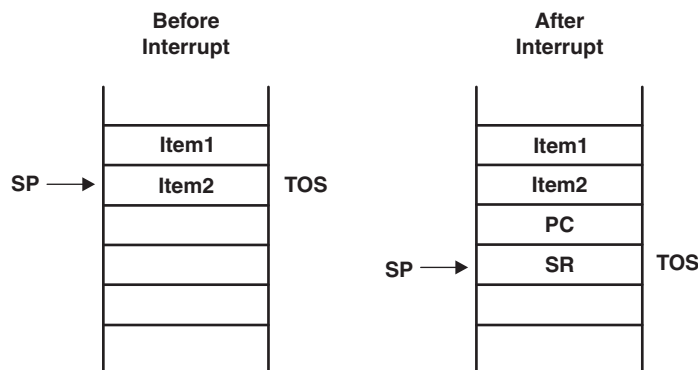 Before
Interrupt
Item1
SP
Item2
TOS
After
Interrupt
Item1
Item2
PC
SP
SR
TOS